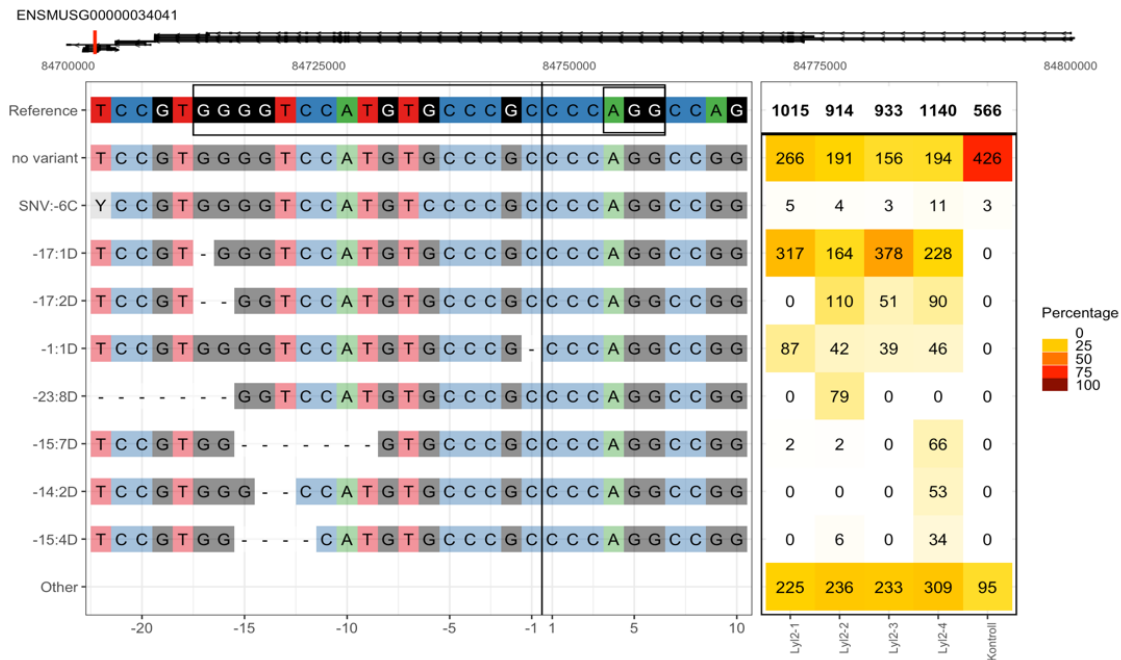 ENSMUSG00000034041
84700000 84725000 84750000 84775000 84800000
Reference T C C G T G G G G T C C A T G T G C C C G C C C C A G G C C A G 1015 914 933 1140 566
no variant T C C G T G G G G T C C A T G T G C C C G C C C C A G G C C G G 266 191 156 194 426
SNV:-6C Y C C G T G G G G T C C A T G T C C C C G C C C C A G G C C G G 5 4 3 11 3
-17:1D T C C G T - G G G T C C A T G T G C C C G C C C C A G G C C G G 317 164 378 228 0
-17:2D T C C G T - - G G T C C A T G T G C C C G C C C C A G G C C G G 0 110 51 90 0
-1:1D T C C G T G G G G T C C A T G T G C C C G - C C C A G G C C G G 87 42 39 46 0
-23:8D - - - - - - - G G T C C A T G T G C C C G C C C C A G G C C G G 0 79 0 0 0
-15:7D T C C G T G G - - - - - - - G T G C C C G C C C C A G G C C G G 2 2 0 66 0
-14:2D T C C G T G G G - - C C A T G T G C C C G C C C C A G G C C G G 0 0 0 53 0
-15:4D T C C G T G G - - - - C A T G T G C C C G C C C C A G G C C G G 0 6 0 34 0
Other 225 236 233 309 95
-20 -15 -10 -5 -1 1 5 10
Lyl2-1 Lyl2-2 Lyl2-3 Lyl2-4 Kontroll
Percentage
0
25
50
75
100